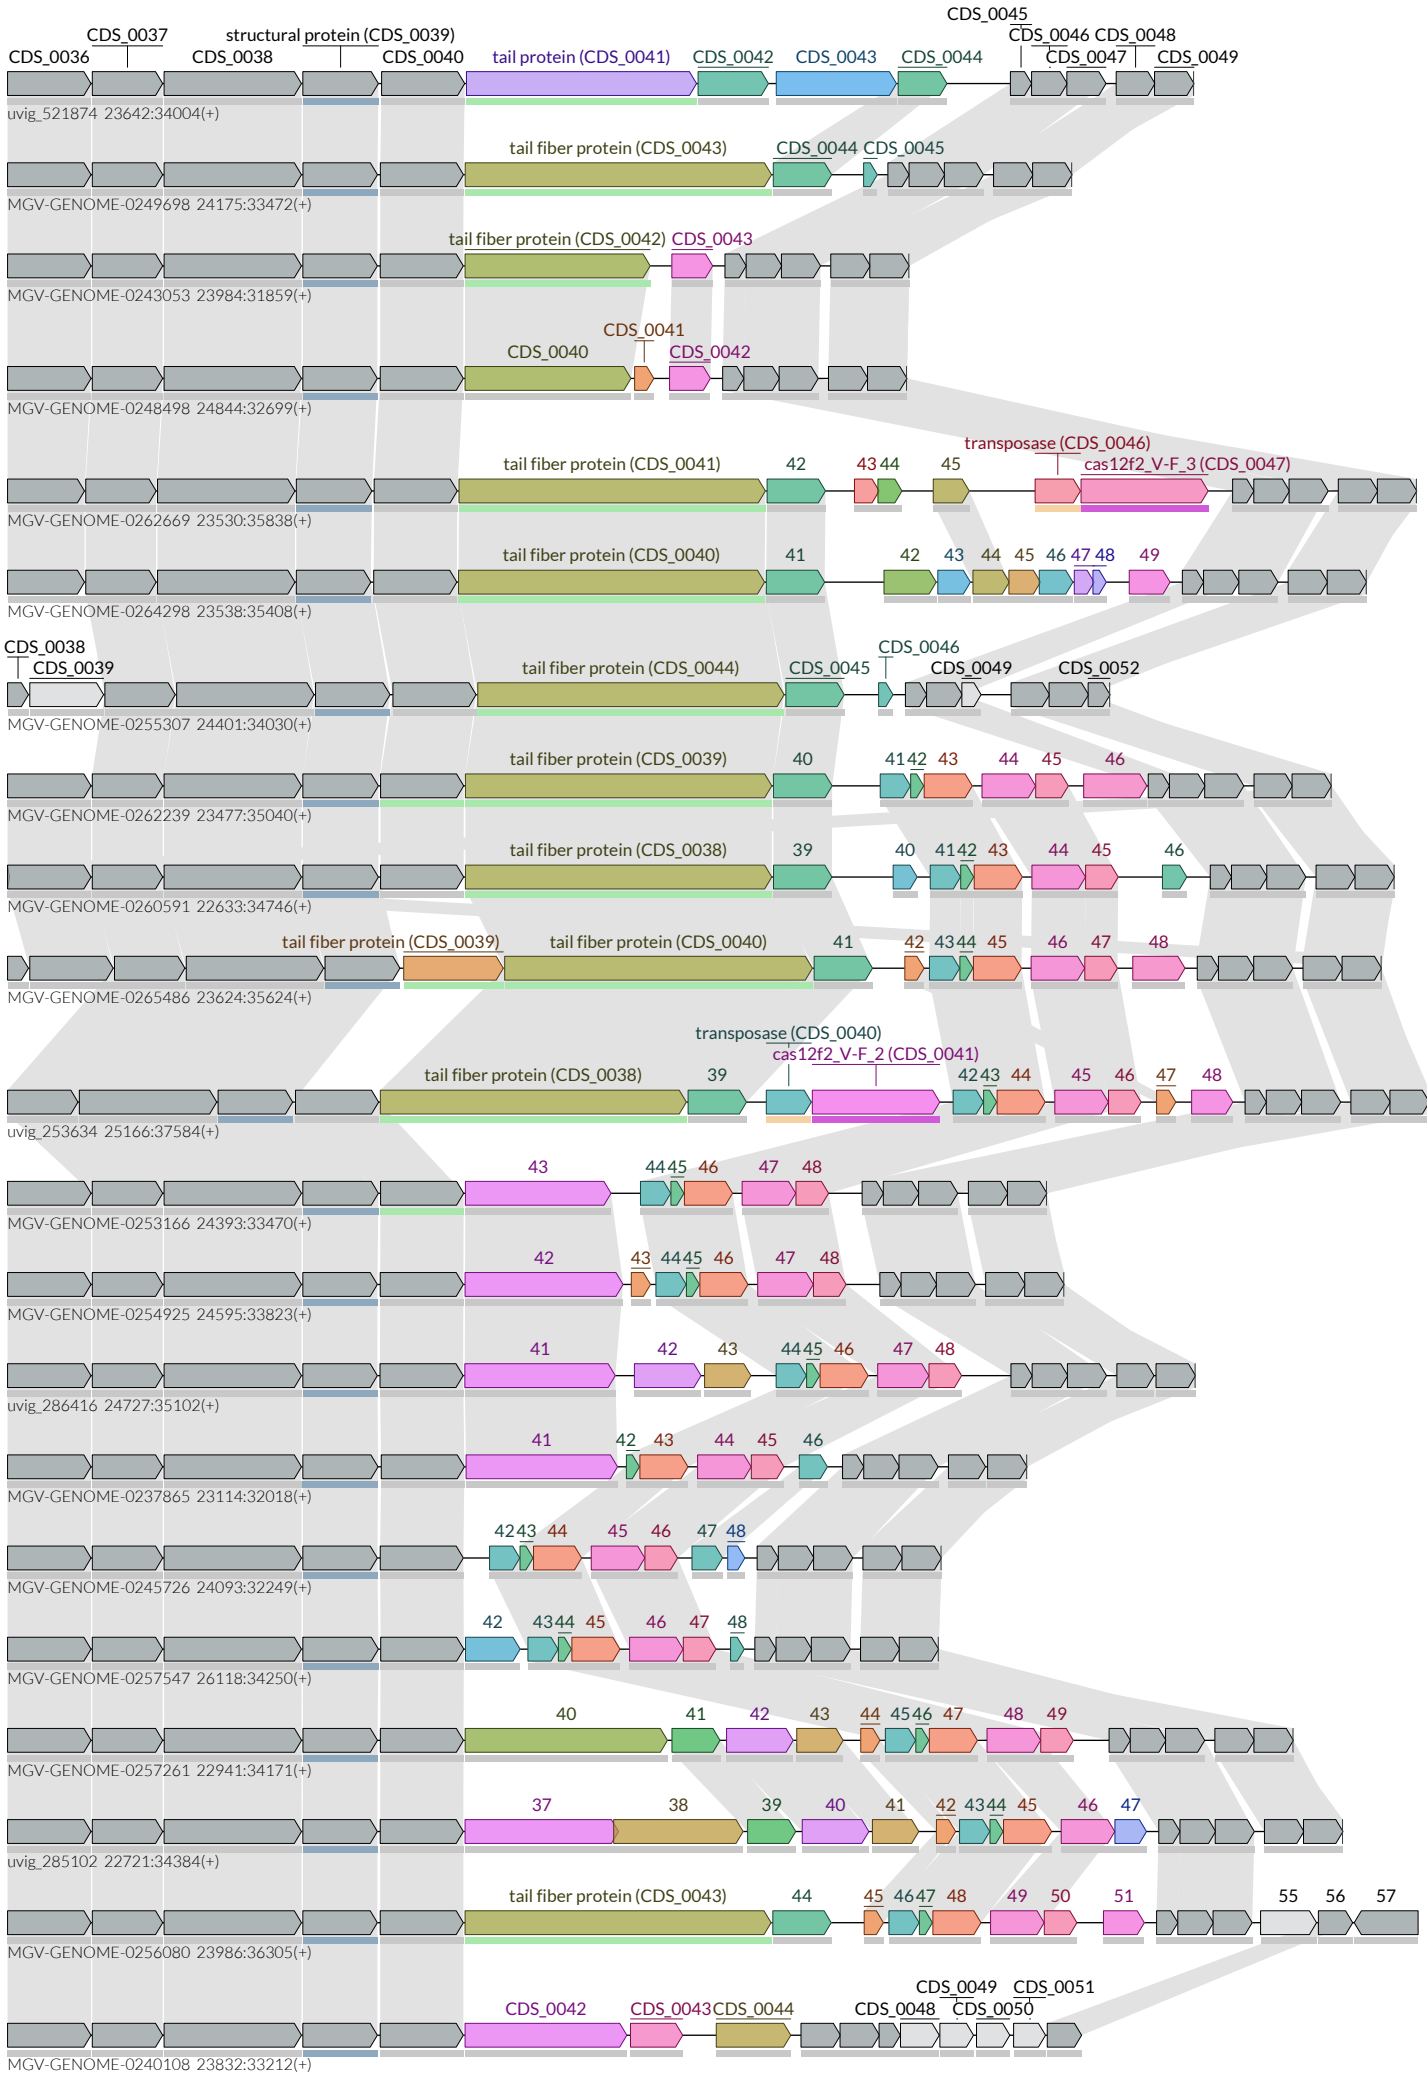 CDS_0045
CDS_0037 structural protein (CDS_0039) CDS_0046 CDS_0048
CDS_0036 CDS_0038 CDS_0040 tail protein (CDS_0041) CDS_0042 CDS_0043 CDS_0044 CDS_0047 CDS_0049
uvig_521874 23642:34004(+)
tail fiber protein (CDS_0043) CDS_0044 CDS_0045
MGV-GENOME-0249698 24175:33472(+)
tail fiber protein (CDS_0042) CDS_0043
MGV-GENOME-0243053 23984:31859(+)
CDS_0041
CDS_0040 CDS_0042
MGV-GENOME-0248498 24844:32699(+)
transposase (CDS_0046)
tail fiber protein (CDS_0041) 42 43 44 45 cas12f2_V-F_3 (CDS_0047)
MGV-GENOME-0262669 23530:35838(+)
tail fiber protein (CDS_0040) 41 42 43 44 45 46 47 48 49
MGV-GENOME-0264298 23538:35408(+)
CDS_0038 CDS_0046
CDS_0039 tail fiber protein (CDS_0044) CDS_0045 CDS_0049 CDS_0052
MGV-GENOME-0255307 24401:34030(+)
tail fiber protein (CDS_0039) 40 41 42 43 44 45 46
MGV-GENOME-0262239 23477:35040(+)
tail fiber protein (CDS_0038) 39 40 41 42 43 44 45 46
MGV-GENOME-0260591 22633:34746(+)
tail fiber protein (CDS_0039) tail fiber protein (CDS_0040) 41 42 43 44 45 46 47 48
MGV-GENOME-0265486 23624:35624(+)
transposase (CDS_0040)
cas12f2_V-F_2 (CDS_0041)
tail fiber protein (CDS_0038) 39 42 43 44 45 46 47 48
uvig_253634 25166:37584(+)
43 44 45 46 47 48
MGV-GENOME-0253166 24393:33470(+)
42 43 44 45 46 47 48
MGV-GENOME-0254925 24595:33823(+)
41 42 43 44 45 46 47 48
uvig_286416 24727:35102(+)
41 42 43 44 45 46
MGV-GENOME-0237865 23114:32018(+)
42 43 44 45 46 47 48
MGV-GENOME-0245726 24093:32249(+)
42 43 44 45 46 47 48
MGV-GENOME-0257547 26118:34250(+)
40 41 42 43 44 45 46 47 48 49
MGV-GENOME-0257261 22941:34171(+)
37 38 39 40 41 42 43 44 45 46 47
uvig_285102 22721:34384(+)
tail fiber protein (CDS_0043) 44 45 46 47 48 49 50 51 55 56 57
MGV-GENOME-0256080 23986:36305(+)
CDS_0049 CDS_0051
CDS_0042 CDS_0043 CDS_0044 CDS_0048 CDS_0050
MGV-GENOME-0240108 23832:33212(+)